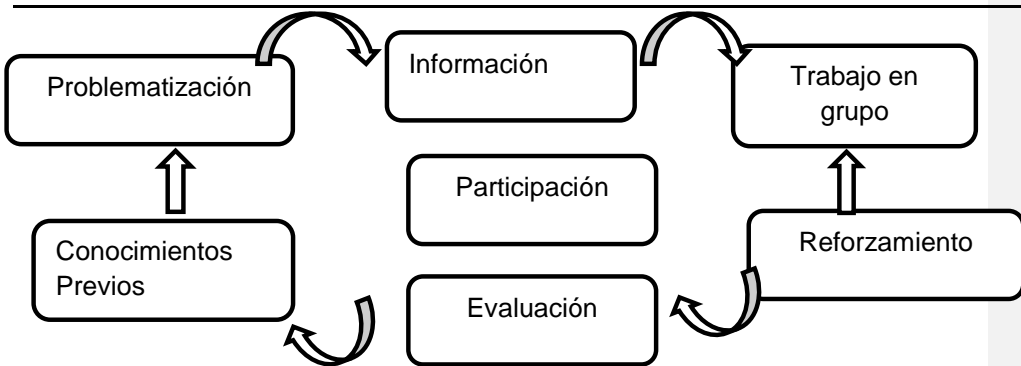 Problematización
Información
Trabajo en
grupo
Participación
Conocimientos
Previos
Reforzamiento
Evaluación